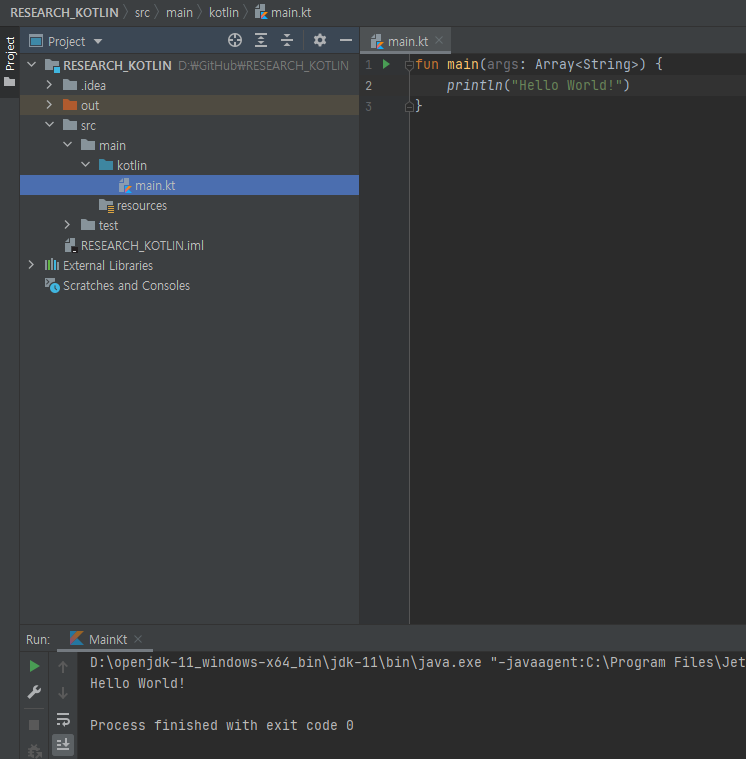 RESEARCH_KOTLIN src main kotlin main.kt
Project
Project
main.kt
RESEARCH_KOTLIN D:₩GitHub₩RESEARCH_KOTLIN
.idea
out
src
main
kotlin
main.kt
resources
test
RESEARCH_KOTLIN.iml
External Libraries
Scratches and Consoles
1 fun main(args: Array<String>) {
2 println("Hello World!")
3 }
Run: MainKt
D:\openjdk-11_windows-x64_bin\jdk-11\bin\java.exe "-javaagent:C:\Program Files\Jet
Hello World!
Process finished with exit code 0